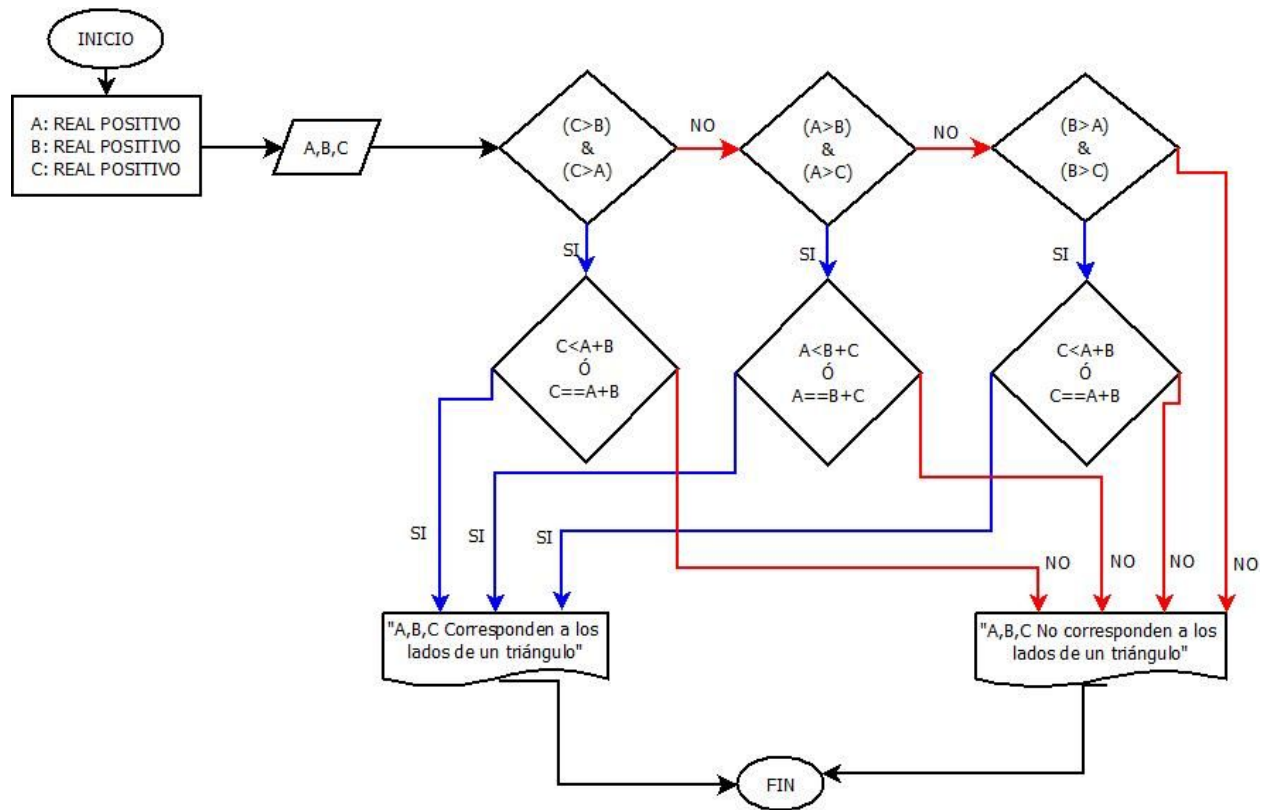 INICIO
A: REAL POSITIVO
B: REAL POSITIVO
C: REAL POSITIVO
A,B,C
(C>B)
&
(C>A)
NO
(A>B)
&
(A>C)
NO
(B>A)
&
(B>C)
SI
SI
SI
C<A+B
Ó
C==A+B
A<B+C
Ó
A==B+C
C<A+B
Ó
C==A+B
SI
SI
SI
NO
NO
NO
NO
"A,B,C Corresponden a los
lados de un triángulo"
"A,B,C No corresponden a los
lados de un triángulo"
FIN